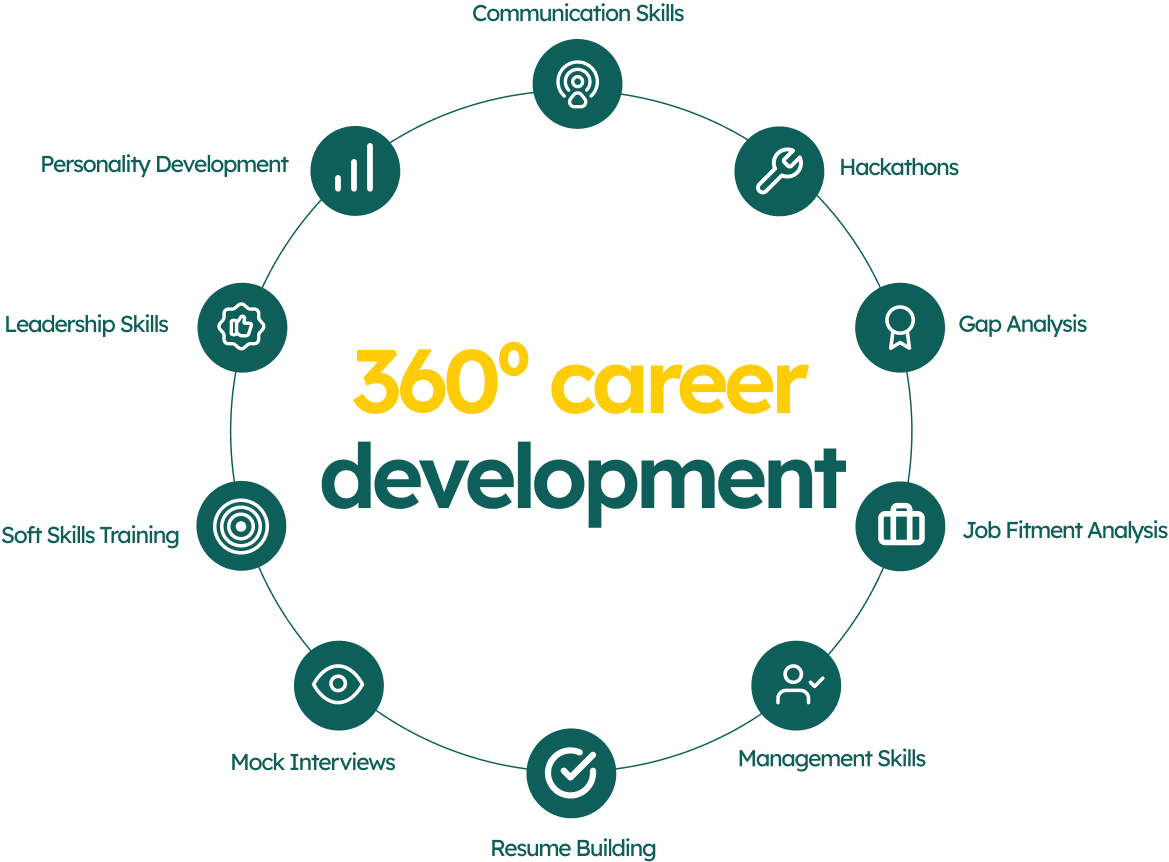 Communication Skills
Personality Development
Hackathons
Leadership Skills
Gap Analysis
360⁰ career
development
Soft Skills Training
Job Fitment Analysis
Mock Interviews
Management Skills
Resume Building